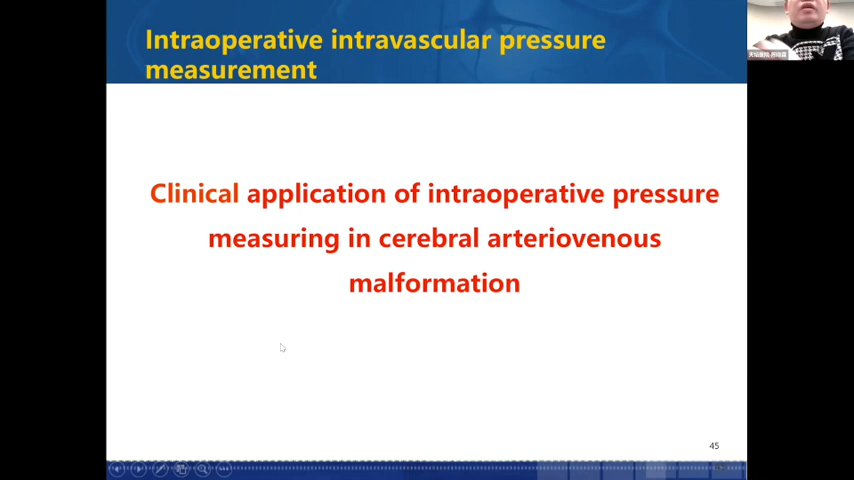 Intraoperative intravascular pressure
measurement
Clinical application of intraoperative pressure
measuring in cerebral arteriovenous
malformation
45